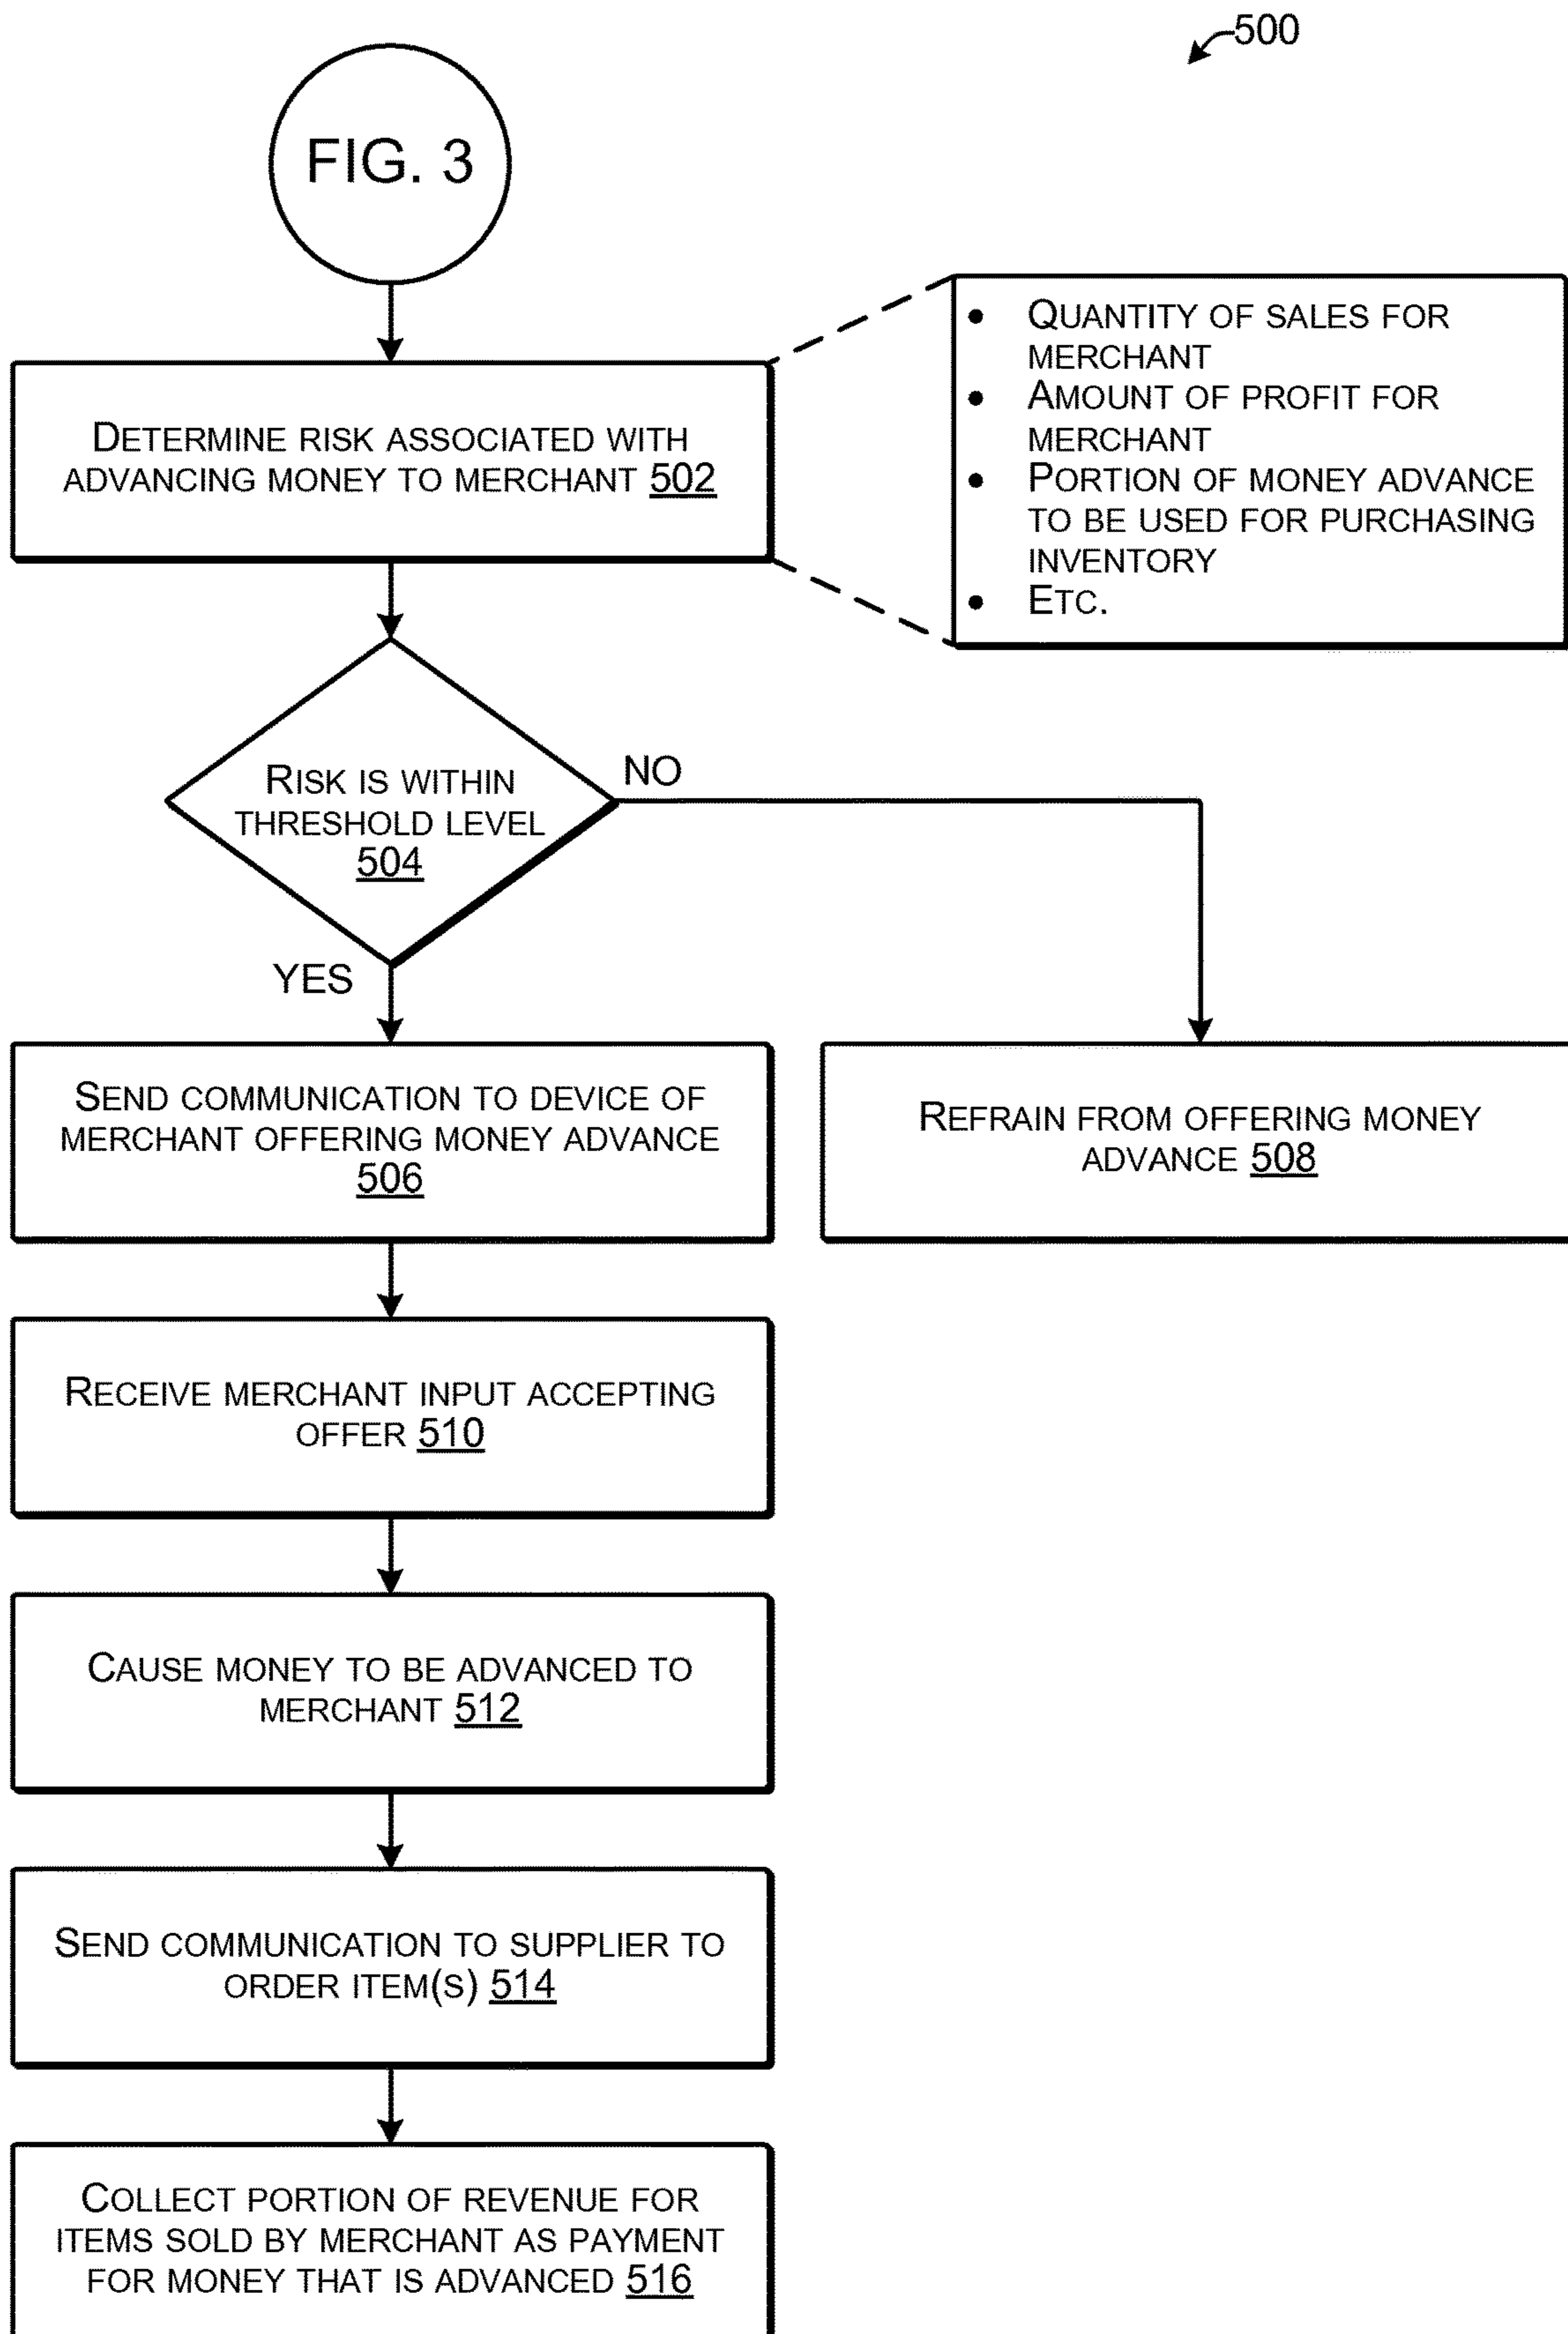 500
FIG. 3
• QUANTITY OF SALES FOR
MERCHANT
• AMOUNT OF PROFIT FOR
MERCHANT
• PORTION OF MONEY ADVANCE
TO BE USED FOR PURCHASING
INVENTORY
• ETC.
DETERMINE RISK ASSOCIATED WITH
ADVANCING MONEY TO MERCHANT 502
RISK IS WITHIN
THRESHOLD LEVEL
504
NO
YES
SEND COMMUNICATION TO DEVICE OF
MERCHANT OFFERING MONEY ADVANCE
506
REFRAIN FROM OFFERING MONEY
ADVANCE 508
RECEIVE MERCHANT INPUT ACCEPTING
OFFER 510
CAUSE MONEY TO BE ADVANCED TO
MERCHANT 512
SEND COMMUNICATION TO SUPPLIER TO
ORDER ITEM(S) 514
COLLECT PORTION OF REVENUE FOR
ITEMS SOLD BY MERCHANT AS PAYMENT
FOR MONEY THAT IS ADVANCED 516